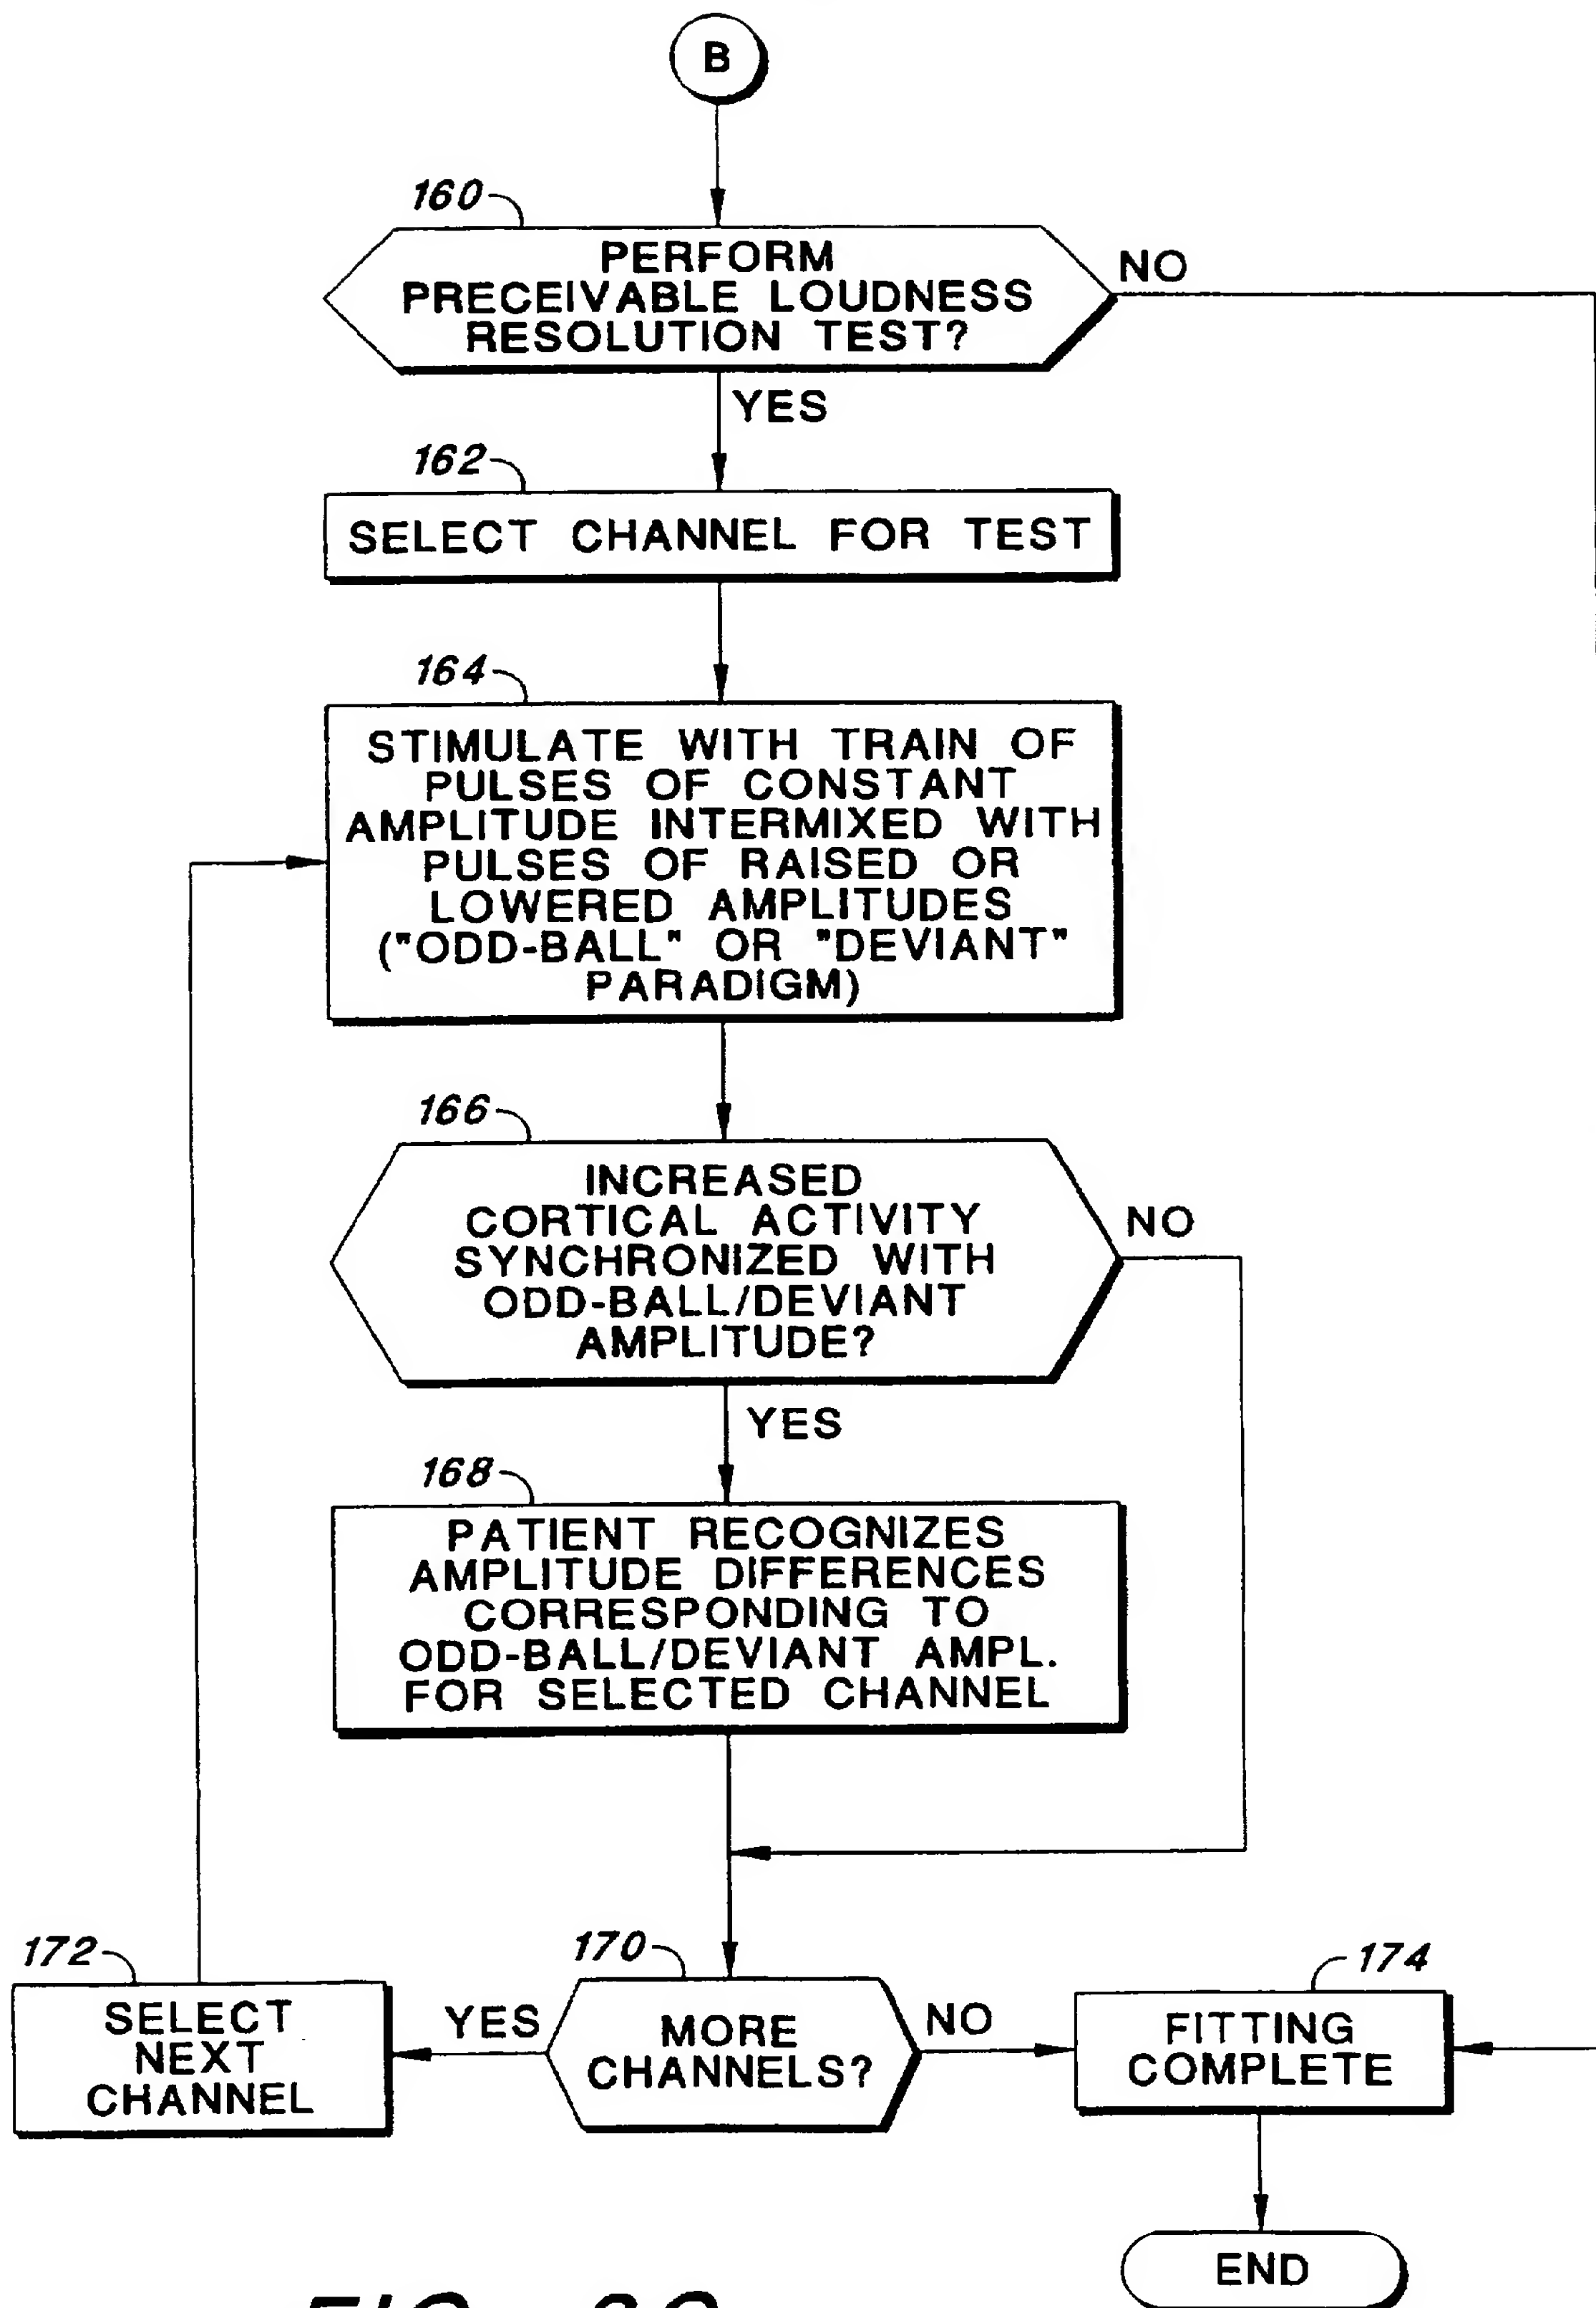 B
160
PERFORM
PRECEIVABLE LOUDNESS
RESOLUTION TEST?
NO
YES
162
SELECT CHANNEL FOR TEST
164
STIMULATE WITH TRAIN OF
PULSES OF CONSTANT
AMPLITUDE INTERMIXED WITH
PULSES OF RAISED OR
LOWERED AMPLITUDES
("ODD-BALL" OR "DEVIANT"
PARADIGM)
166
INCREASED
CORTICAL ACTIVITY
SYNCHRONIZED WITH
ODD-BALL/DEVIANT
AMPLITUDE?
NO
YES
168
PATIENT RECOGNIZES
AMPLITUDE DIFFERENCES
CORRESPONDING TO
ODD-BALL/DEVIANT AMPL.
FOR SELECTED CHANNEL
172
SELECT
NEXT
CHANNEL
YES
170
MORE
CHANNELS?
NO
174
FITTING
COMPLETE
END